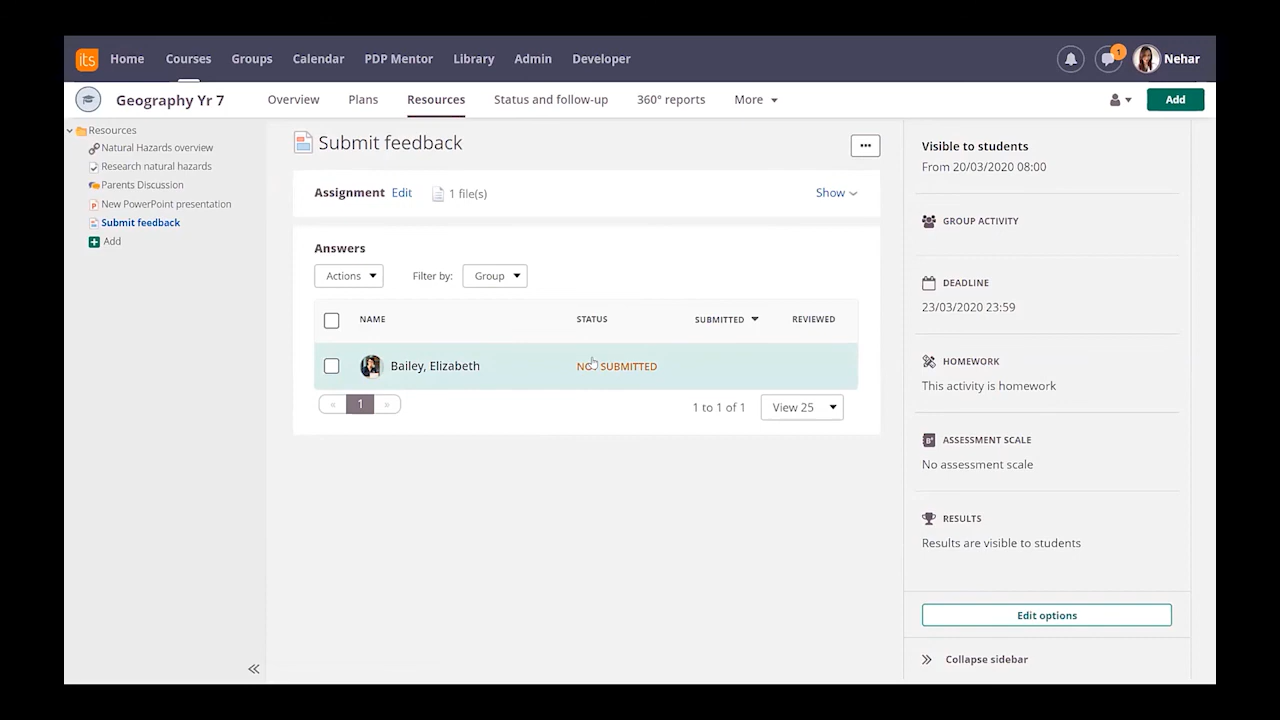 its Home Courses Groups Calendar PDP Mentor Library Admin Developer 1 Nehar
Geography Yr 7 Overview Plans Resources Status and follow-up 360° reports More Add
Resources
Natural Hazards overview
Research natural hazards
Parents Discussion
New PowerPoint presentation
Submit feedback
Add
Submit feedback
Assignment Edit 1 file(s) Show
Answers
Actions Filter by: Group
NAME STATUS SUBMITTED REVIEWED
Bailey, Elizabeth NOT SUBMITTED
« 1 » 1 to 1 of 1 View 25
Visible to students
From 20/03/2020 08:00
GROUP ACTIVITY
DEADLINE
23/03/2020 23:59
HOMEWORK
This activity is homework
ASSESSMENT SCALE
No assessment scale
RESULTS
Results are visible to students
Edit options
Collapse sidebar